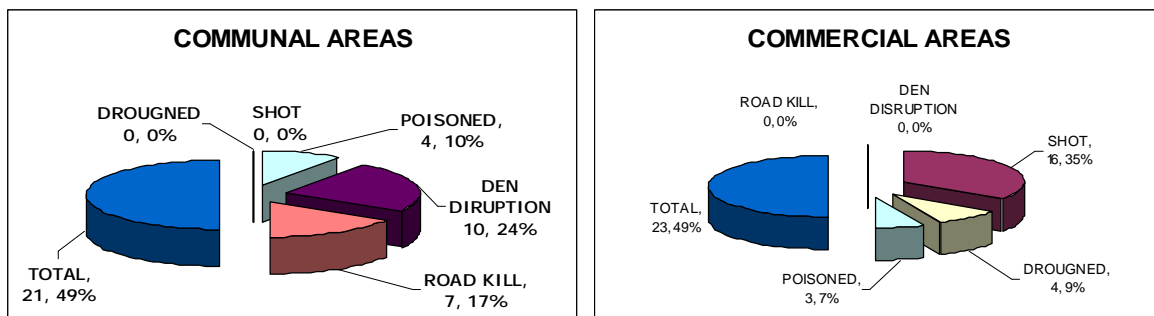 COMMUNAL AREAS
DROUGNED
0, 0%
SHOT
0, 0%
POISONED,
4, 10%
DEN
DIRUPTION
10, 24%
ROAD KILL,
7, 17%
TOTAL,
21, 49%
COMMERCIAL AREAS
ROAD KILL,
0, 0%
DEN
DISRUPTION
0, 0%
SHOT,
16, 35%
DROUGNED,
4, 9%
POISONED,
3, 7%
TOTAL,
23, 49%